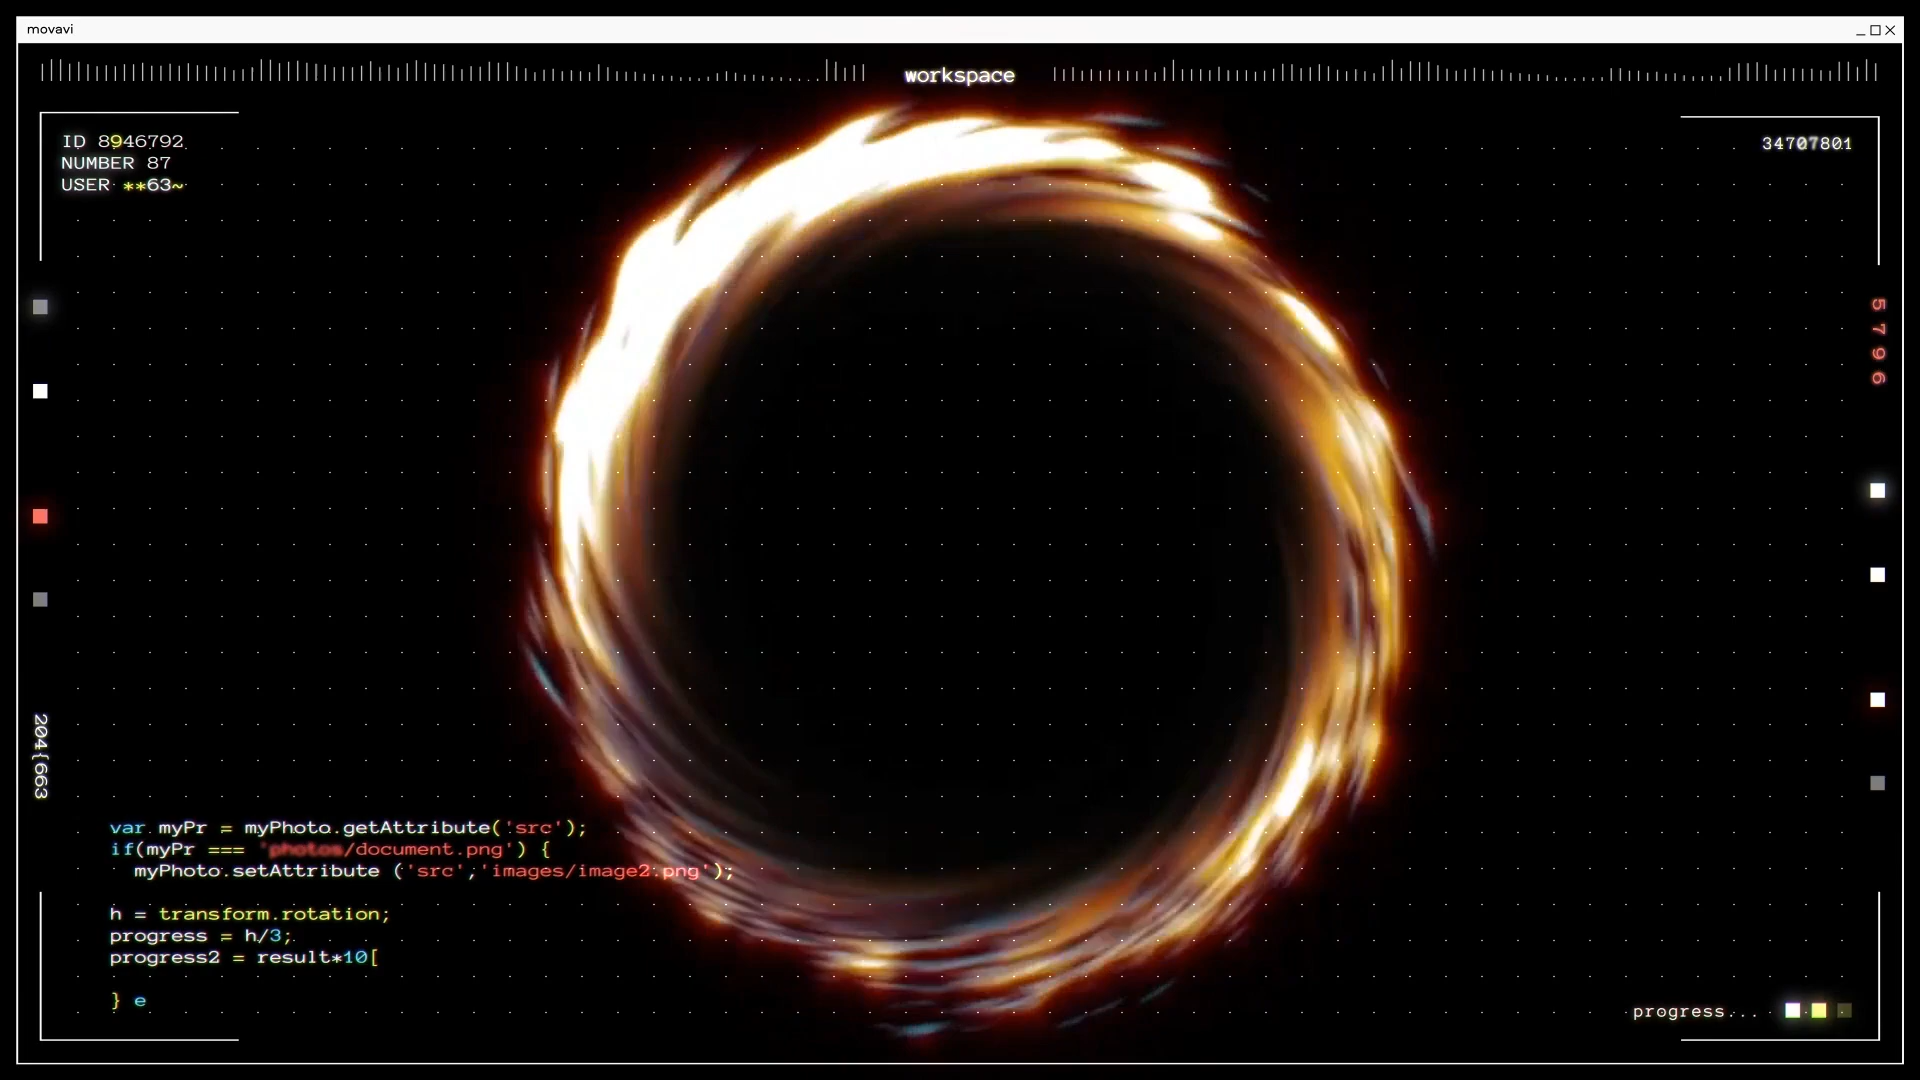 movavi
workspace
ID 8946792
NUMBER 87
USER **63~
34707801
5796
204{663
var myPr = myPhoto.getAttribute('src');
if(myPr === 'photos/document.png') {
myPhoto.setAttribute ('src','images/image2.png');
h = transform.rotation;
progress = h/3;
progress2 = result*10[
} e
progress...